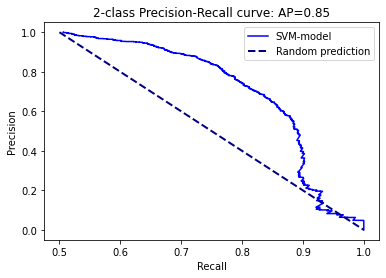 2-class Precision-Recall curve: AP=0.85
SVM-model
Random prediction
Precision
1.0
0.8
0.6
0.4
0.2
0.0
0.5 0.6 0.7 0.8 0.9 1.0
Recall